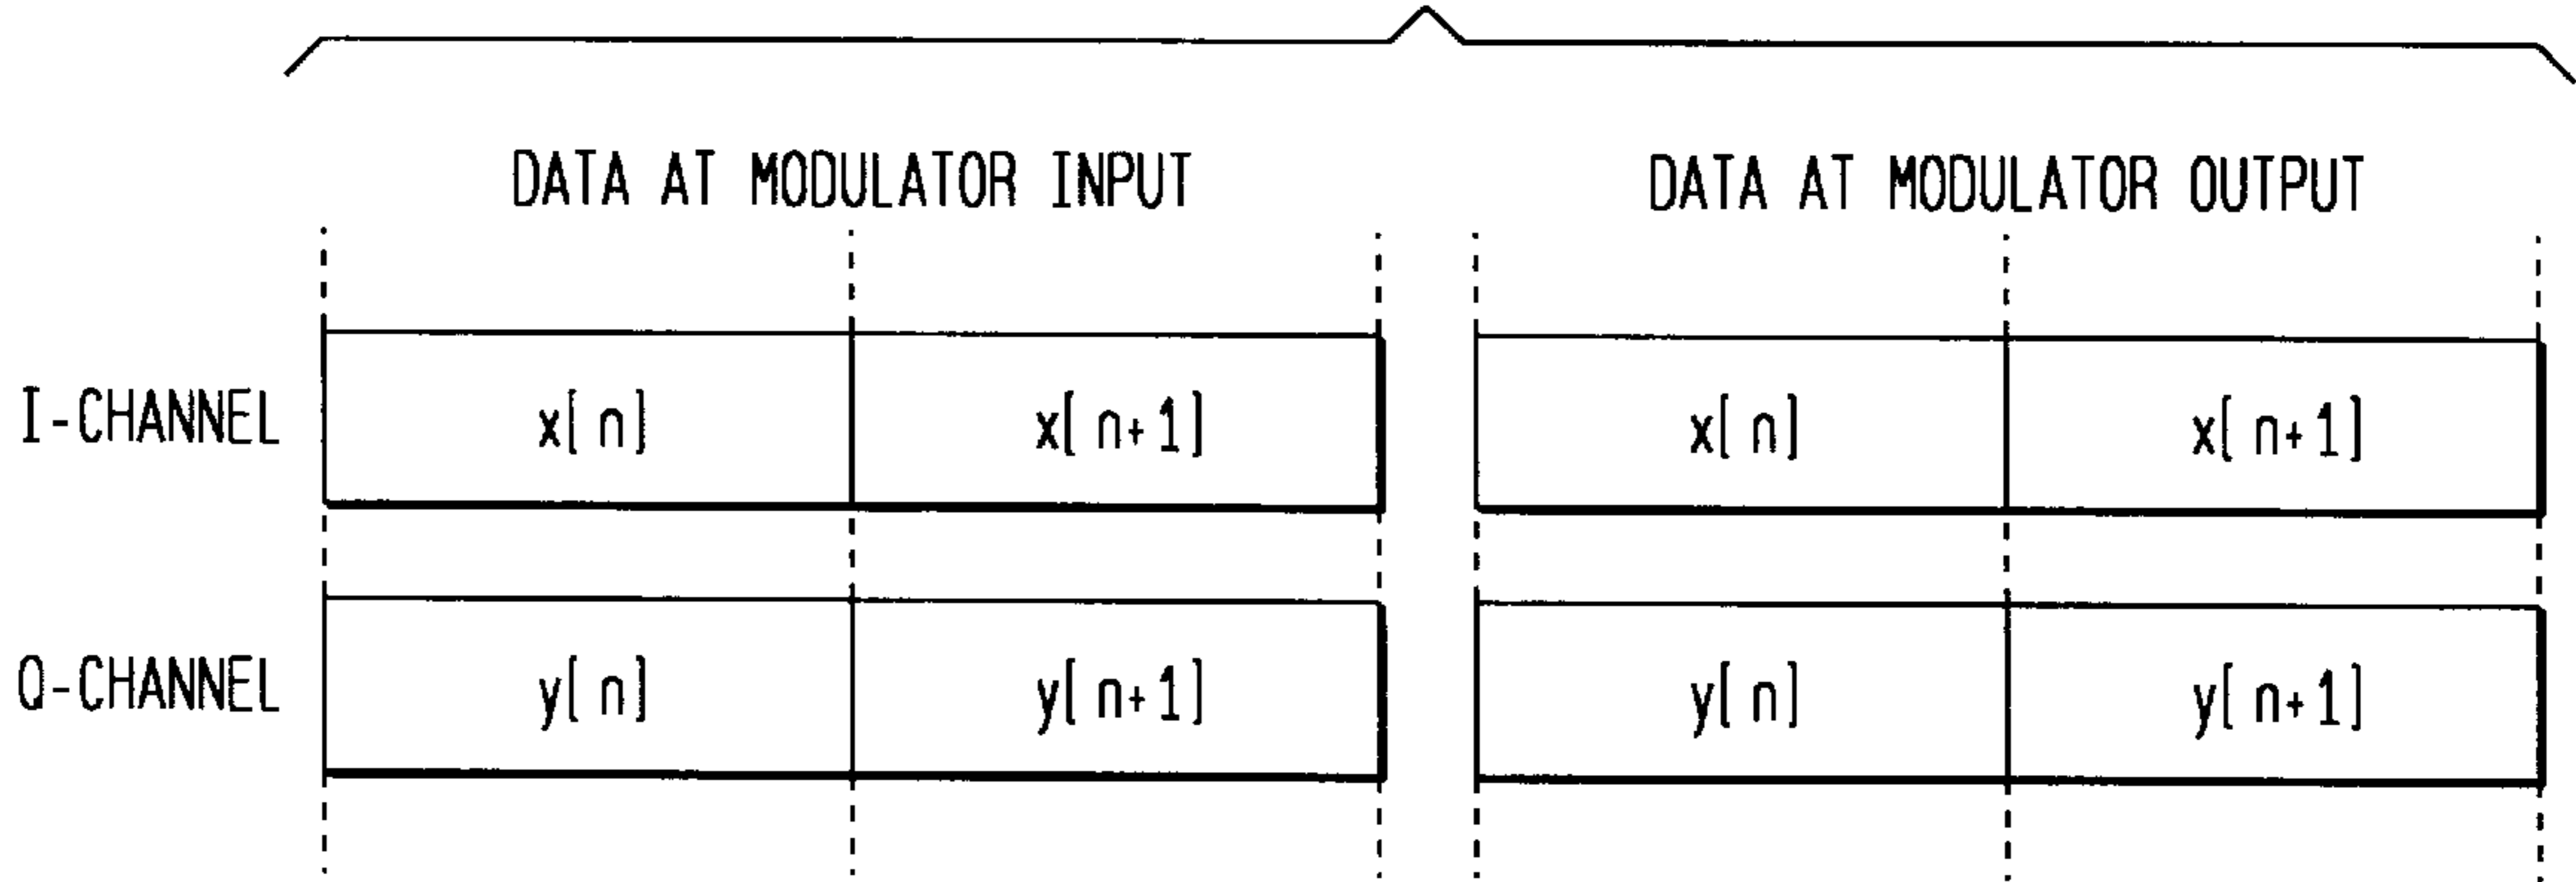 DATA AT MODULATOR INPUT DATA AT MODULATOR OUTPUT
I-CHANNEL x[n] x[n+1] x[n] x[n+1]
Q-CHANNEL y[n] y[n+1] y[n] y[n+1]